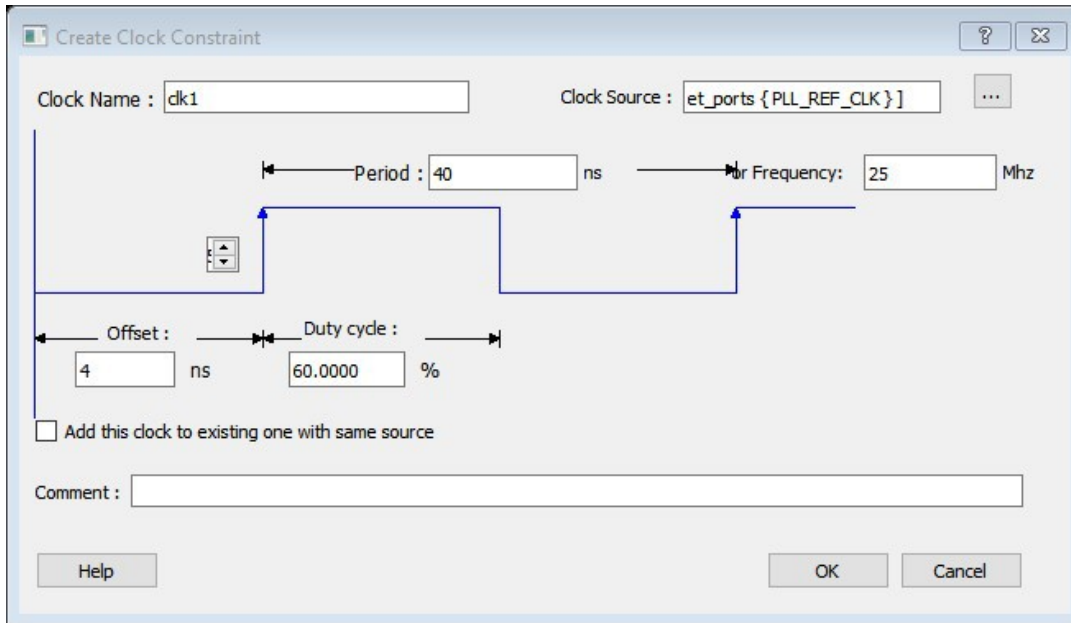 Create Clock Constraint
Clock Name : clk1 Clock Source : et_ports { PLL_REF_CLK } ] ...
Period : 40 ns or Frequency: 25 Mhz
Offset : Duty cycle :
4 ns 60.0000 %
Add this clock to existing one with same source
Comment :
Help OK Cancel